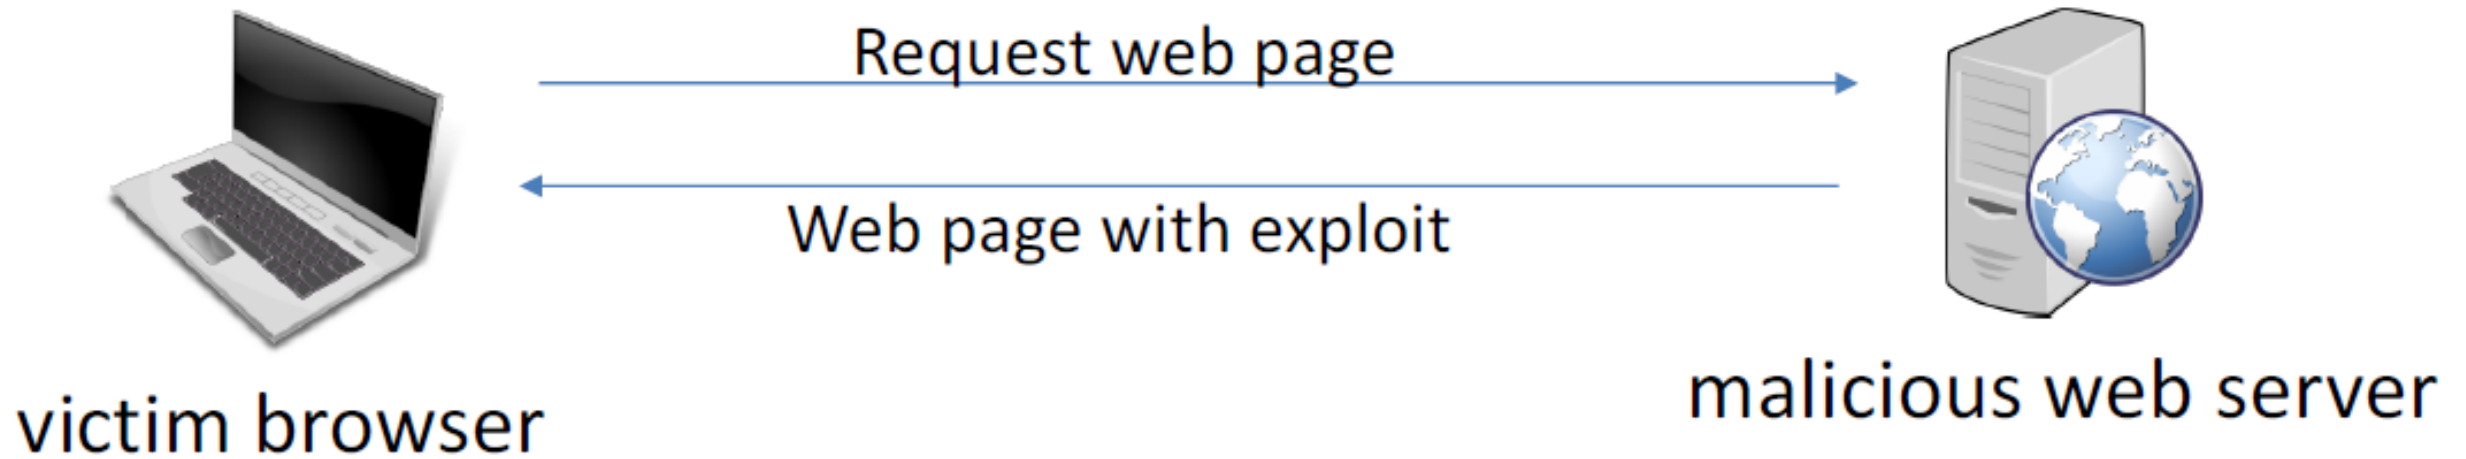 Request web page
Web page with exploit
victim browser
malicious web server